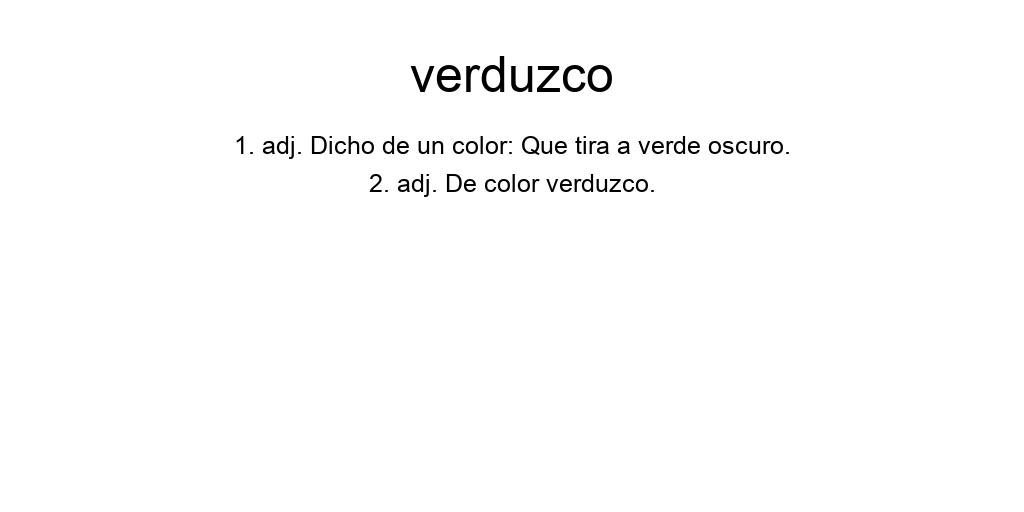 verduzco
1. adj. Dicho de un color: Que tira a verde oscuro.
2. adj. De color verduzco.